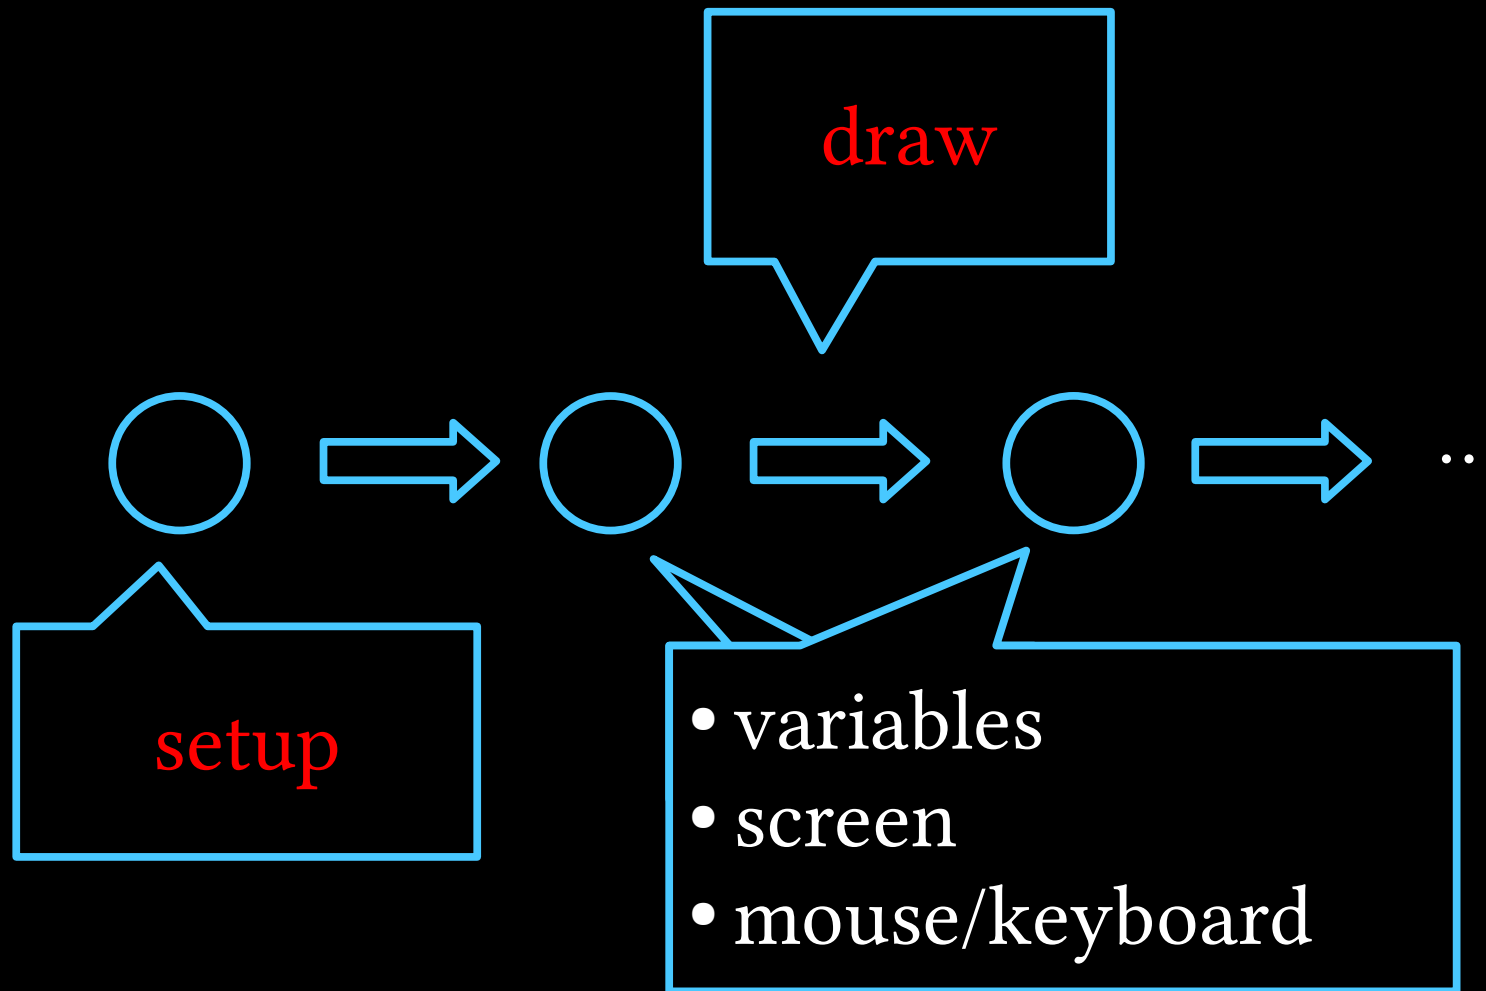 draw
..
setup
• variables
• screen
• mouse/keyboard